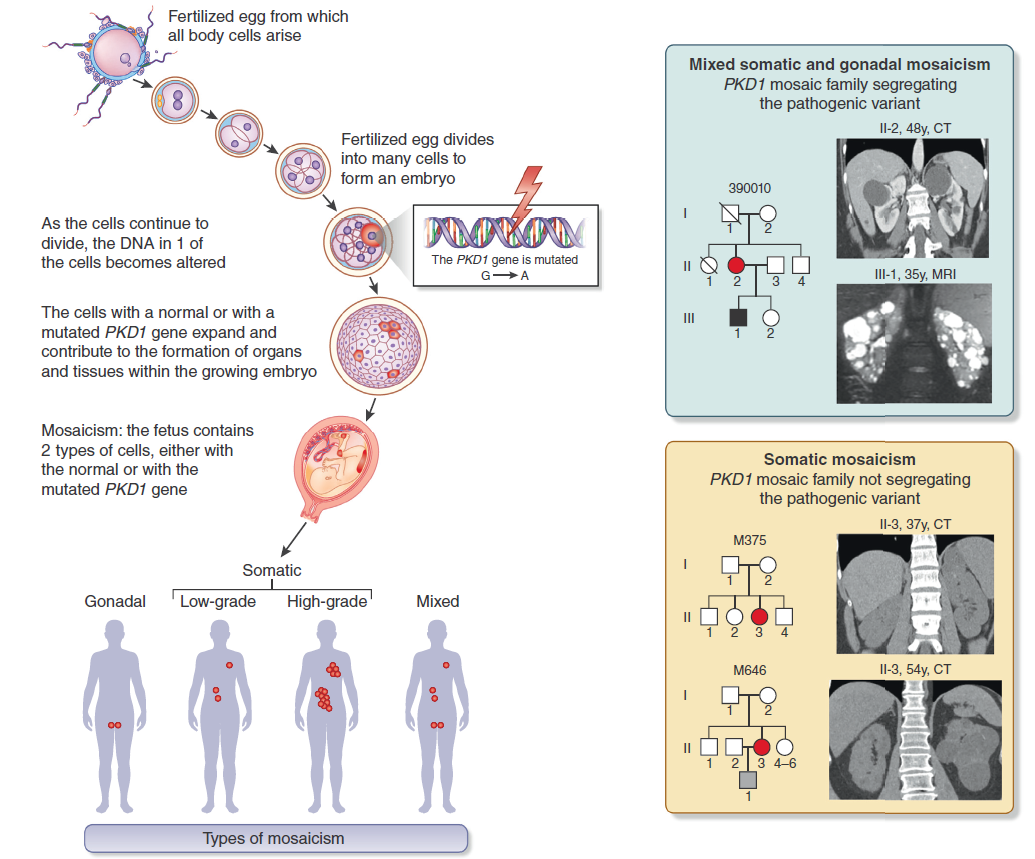 Fertilized egg from which
all body cells arise
Fertilized egg divides
into many cells to
form an embryo
As the cells continue to
divide, the DNA in 1 of
the cells becomes altered
The PKD1 gene is mutated
G → A
The cells with a normal or with a
mutated PKD1 gene expand and
contribute to the formation of organs
and tissues within the growing embryo
Mosaicism: the fetus contains
2 types of cells, either with
the normal or with the
mutated PKD1 gene
Somatic
Gonadal Low-grade High-grade Mixed
Types of mosaicism
Mixed somatic and gonadal mosaicism
PKD1 mosaic family segregating
the pathogenic variant
II-2, 48y, CT
390010
I
1 2
II
1 2 3 4
III-1, 35y, MRI
III
1 2
Somatic mosaicism
PKD1 mosaic family not segregating
the pathogenic variant
II-3, 37y, CT
M375
I
1 2
II
1 2 3 4
M646
II-3, 54y, CT
I
1 2
II
1 2 3 4–6
1